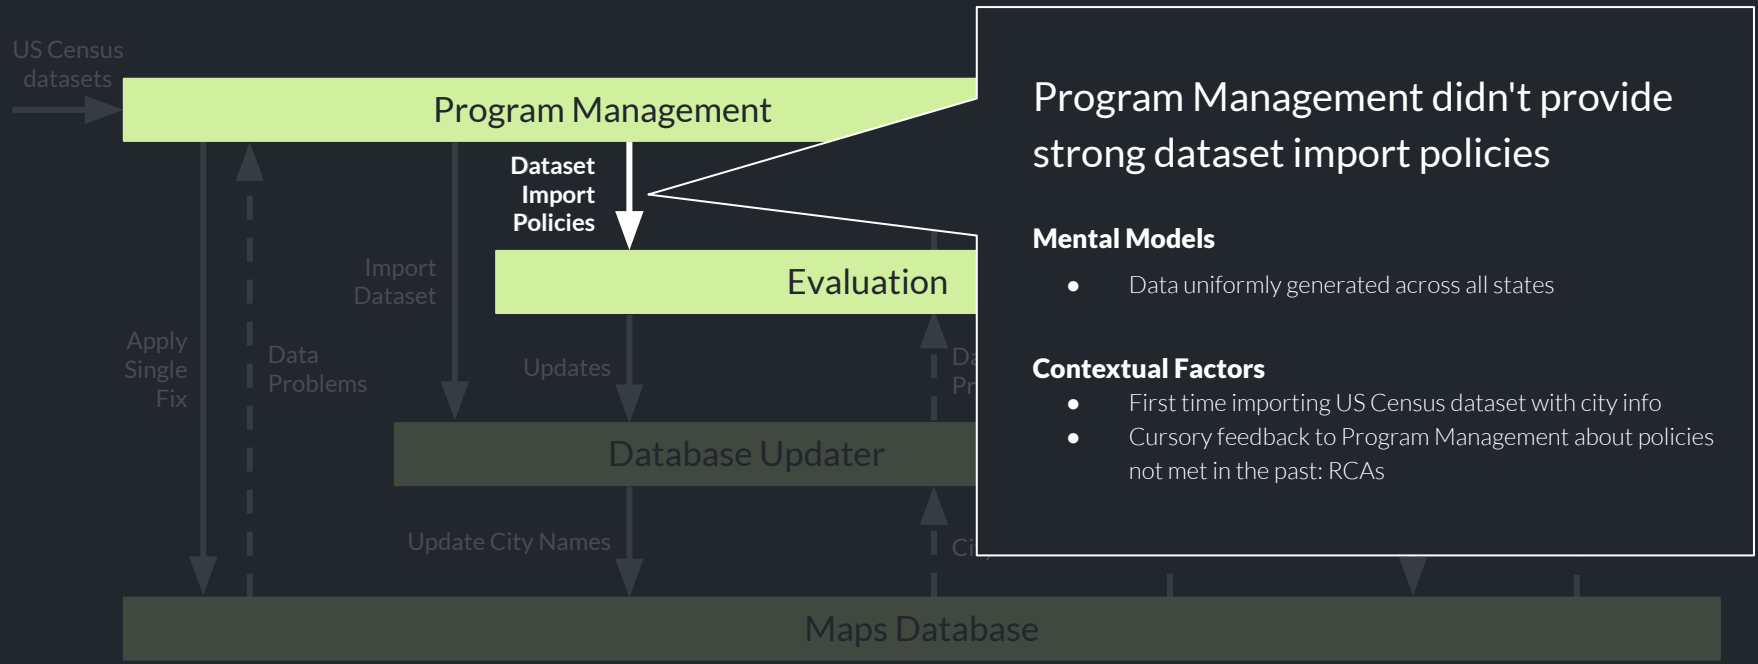 US Census
datasets
Program Management
Dataset
Import
Policies
Import
Dataset
Evaluation
Apply
Single
Fix
Data
Problems
Updates
Database Updater
Update City Names
Maps Database
Program Management didn't provide
strong dataset import policies
Mental Models
● Data uniformly generated across all states
Contextual Factors
● First time importing US Census dataset with city info
● Cursory feedback to Program Management about policies
not met in the past: RCAs